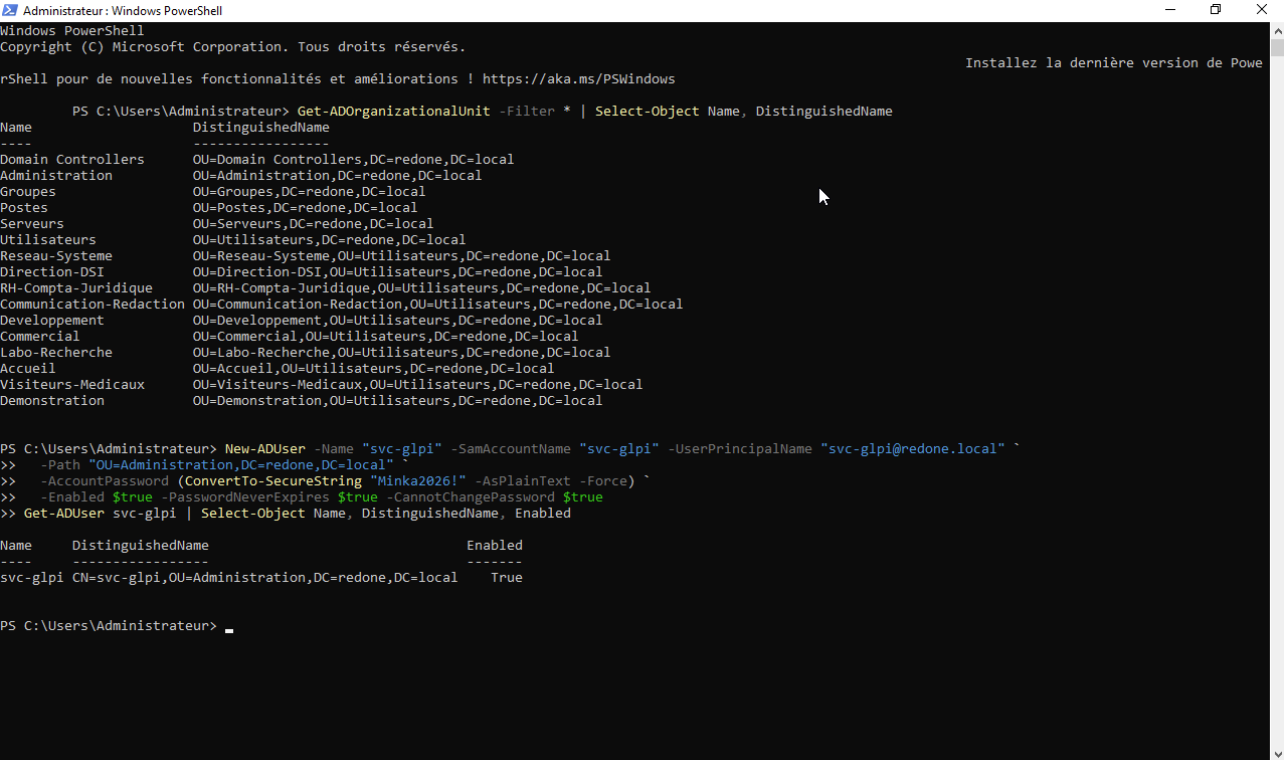 Administrateur : Windows PowerShell
Windows PowerShell
Copyright (C) Microsoft Corporation. Tous droits réservés.
Installez la dernière version de Powe
rShell pour de nouvelles fonctionnalités et améliorations ! https://aka.ms/PSWindows
PS C:\Users\Administrateur> Get-ADOrganizationalUnit -Filter * | Select-Object Name, DistinguishedName
Name                    DistinguishedName
----                    -----------------
Domain Controllers      OU=Domain Controllers,DC=redone,DC=local
Administration          OU=Administration,DC=redone,DC=local
Groupes                 OU=Groupes,DC=redone,DC=local
Postes                  OU=Postes,DC=redone,DC=local
Serveurs                OU=Serveurs,DC=redone,DC=local
Utilisateurs            OU=Utilisateurs,DC=redone,DC=local
Reseau-Systeme          OU=Reseau-Systeme,OU=Utilisateurs,DC=redone,DC=local
Direction-DSI           OU=Direction-DSI,OU=Utilisateurs,DC=redone,DC=local
RH-Compta-Juridique     OU=RH-Compta-Juridique,OU=Utilisateurs,DC=redone,DC=local
Communication-Redaction OU=Communication-Redaction,OU=Utilisateurs,DC=redone,DC=local
Developpement           OU=Developpement,OU=Utilisateurs,DC=redone,DC=local
Commercial              OU=Commercial,OU=Utilisateurs,DC=redone,DC=local
Labo-Recherche          OU=Labo-Recherche,OU=Utilisateurs,DC=redone,DC=local
Accueil                 OU=Accueil,OU=Utilisateurs,DC=redone,DC=local
Visiteurs-Medicaux      OU=Visiteurs-Medicaux,OU=Utilisateurs,DC=redone,DC=local
Demonstration           OU=Demonstration,OU=Utilisateurs,DC=redone,DC=local
PS C:\Users\Administrateur> New-ADUser -Name "svc-glpi" -SamAccountName "svc-glpi" -UserPrincipalName "svc-glpi@redone.local" `
>>   -Path "OU=Administration,DC=redone,DC=local" `
>>   -AccountPassword (ConvertTo-SecureString "Minka2026!" -AsPlainText -Force) `
>>   -Enabled $true -PasswordNeverExpires $true -CannotChangePassword $true
>> Get-ADUser svc-glpi | Select-Object Name, DistinguishedName, Enabled
Name     DistinguishedName                                Enabled
----     -----------------                                -------
svc-glpi CN=svc-glpi,OU=Administration,DC=redone,DC=local    True
PS C:\Users\Administrateur>